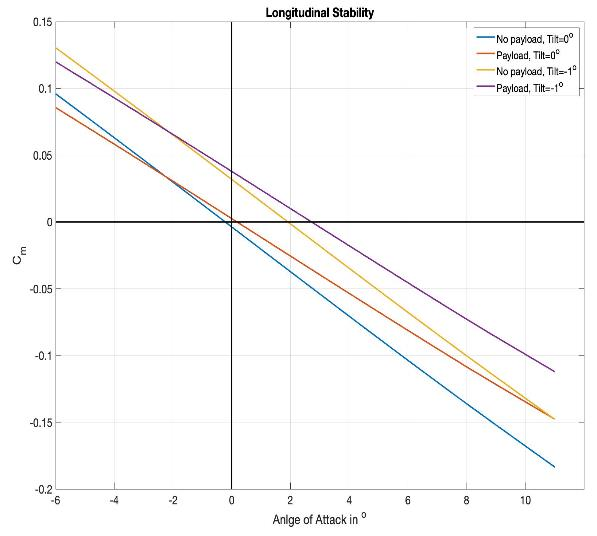 Longitudinal Stability
No payload, Tilt=0°
Payload, Tilt=0°
No payload, Tilt=-1°
Payload, Tilt=-1°
0.15
0.1
0.05
0
-0.05
-0.1
-0.15
-0.2
Cm
-6 -4 -2 0 2 4 6 8 10
Anlge of Attack in °